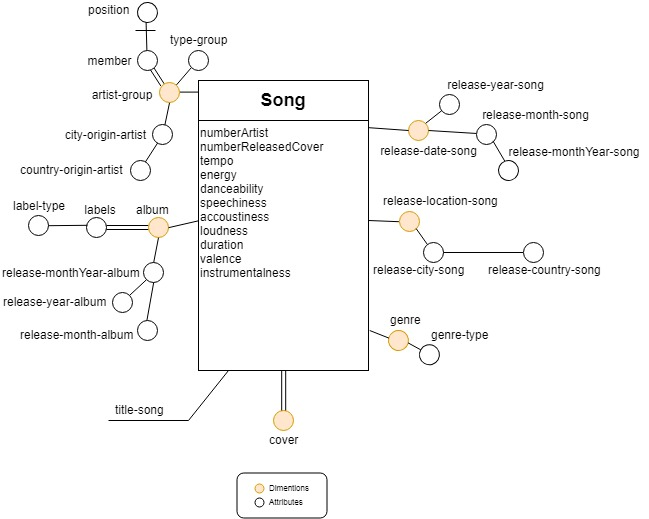 position
type-group
member
artist-group
city-origin-artist
country-origin-artist
label-type
labels
album
release-monthYear-album
release-year-album
release-month-album
title-song
Song
numberArtist
numberReleasedCover
tempo
energy
danceability
speechiness
accoustiness
loudness
duration
valence
instrumentalness
cover
release-year-song
release-month-song
release-date-song
release-monthYear-song
release-location-song
release-city-song
release-country-song
genre
genre-type
Dimentions
Attributes